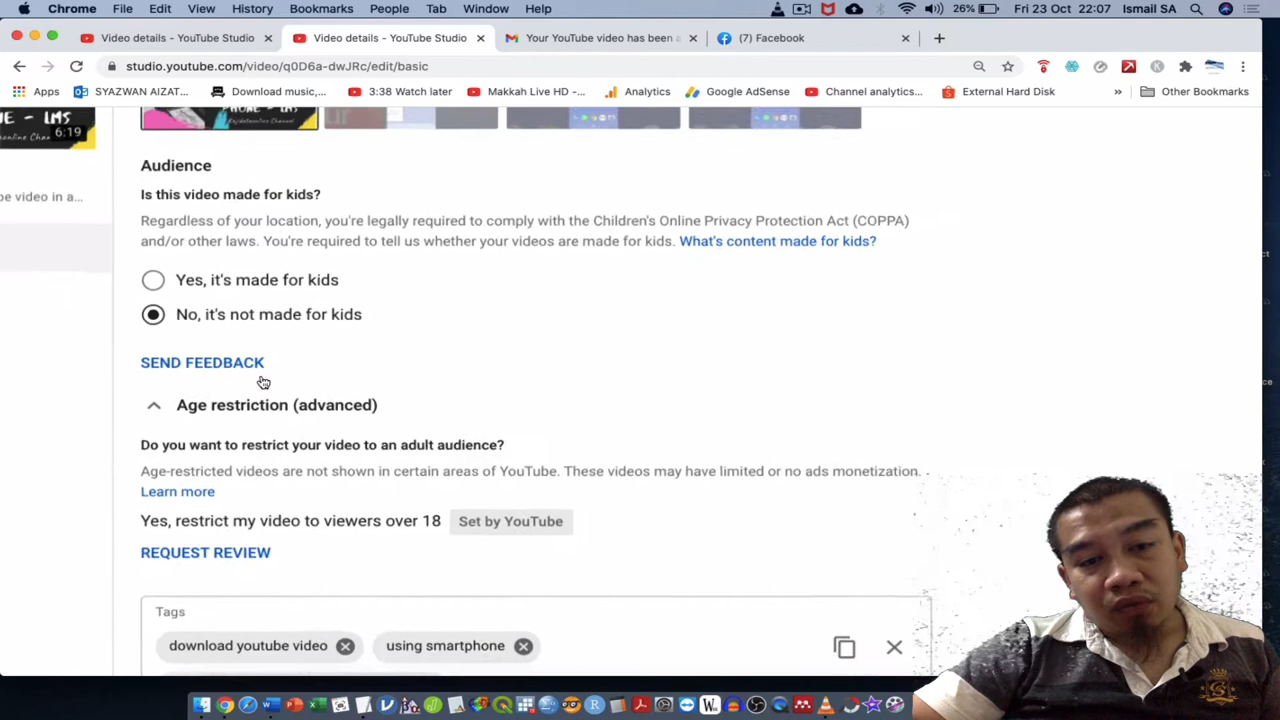 Chrome File Edit View History Bookmarks People Tab Window Help 26% Fri 23 Oct 22:07 Ismail SA
Video details - YouTube Studio Video details - YouTube Studio Your YouTube video has been a (7) Facebook
studio.youtube.com/video/q0D6a-dwJRc/edit/basic
Apps SYAZWAN AIZAT... Download music,... 3:38 Watch later Makkah Live HD -... Analytics Google AdSense Channel analytics... External Hard Disk » Other Bookmarks
ONE - LMS
6:19
Online Channel
Audience
Is this video made for kids?
be video in a...
Regardless of your location, you're legally required to comply with the Children's Online Privacy Protection Act (COPPA)
and/or other laws. You're required to tell us whether your videos are made for kids. What's content made for kids?
Yes, it's made for kids
No, it's not made for kids
SEND FEEDBACK
Age restriction (advanced)
Do you want to restrict your video to an adult audience?
Age-restricted videos are not shown in certain areas of YouTube. These videos may have limited or no ads monetization.
Learn more
Yes, restrict my video to viewers over 18 Set by YouTube
REQUEST REVIEW
Tags
download youtube video using smartphone